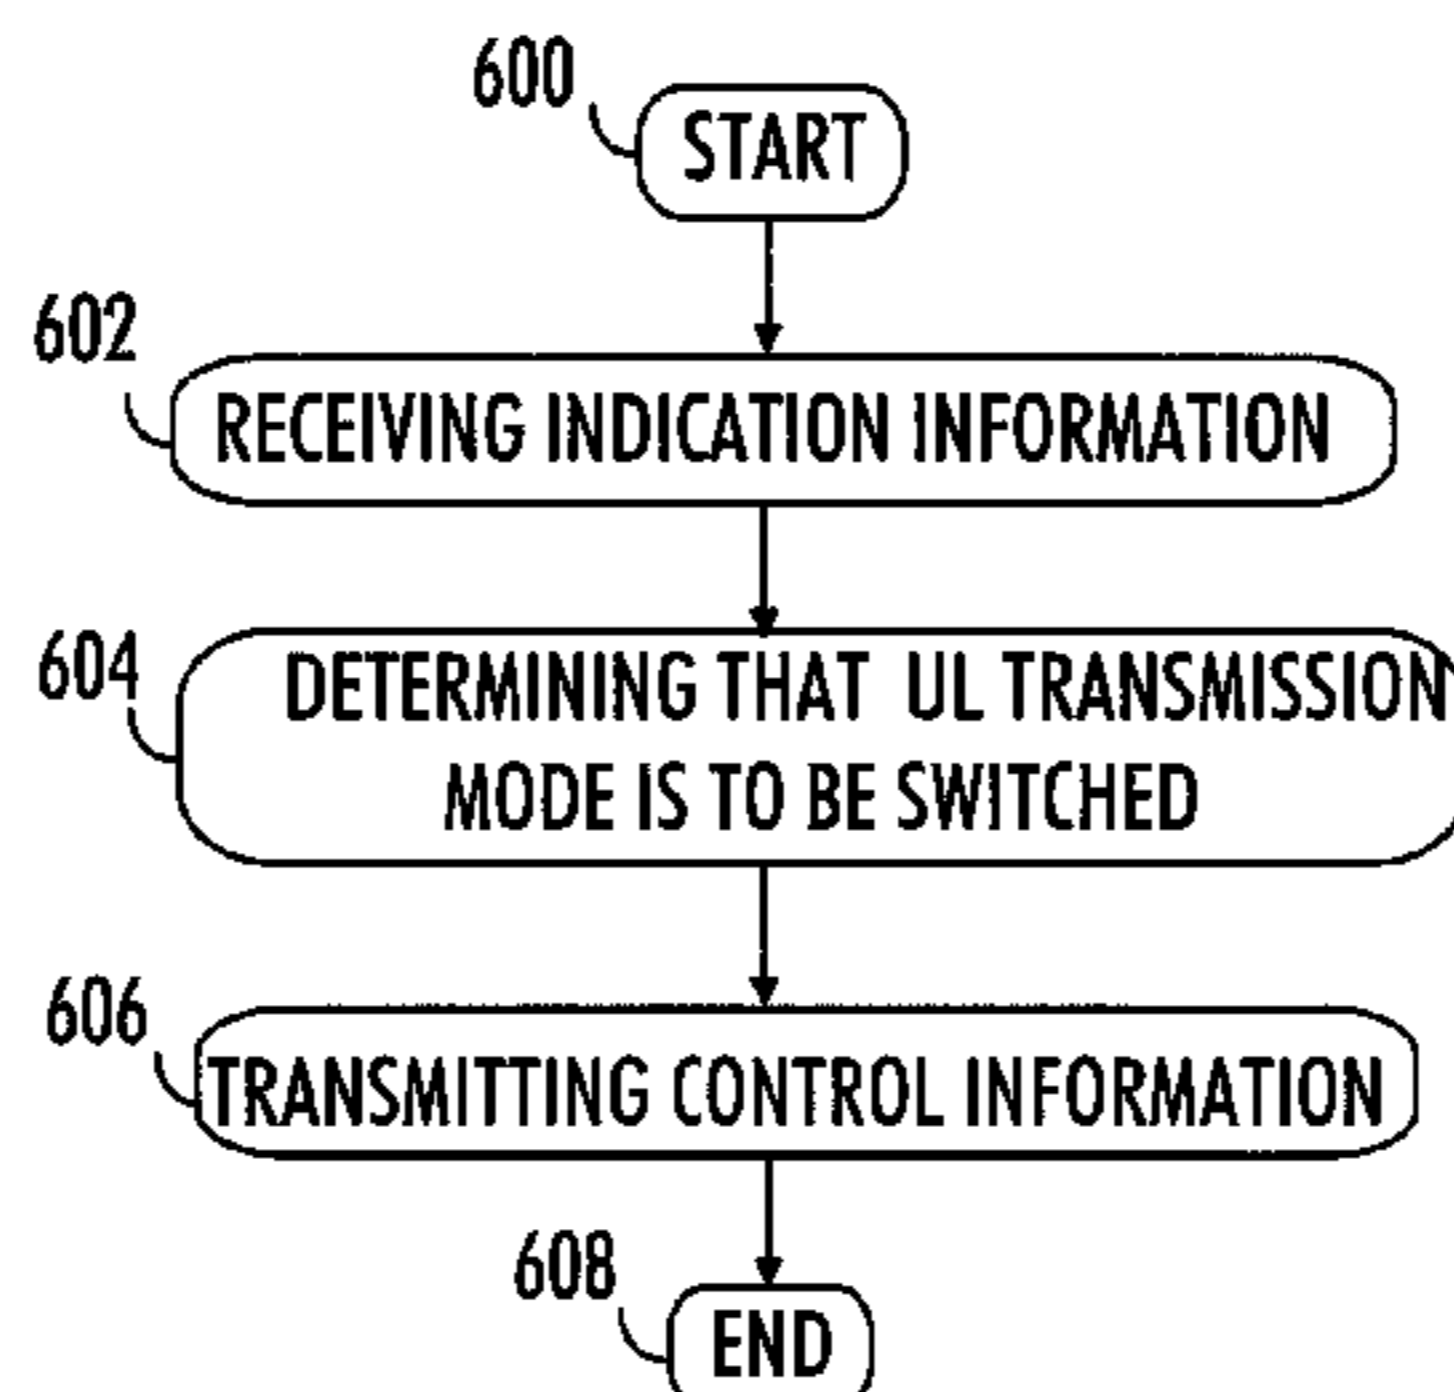 600
START
602
RECEIVING INDICATION INFORMATION
604
DETERMINING THAT UL TRANSMISSION
MODE IS TO BE SWITCHED
606
TRANSMITTING CONTROL INFORMATION
608
END